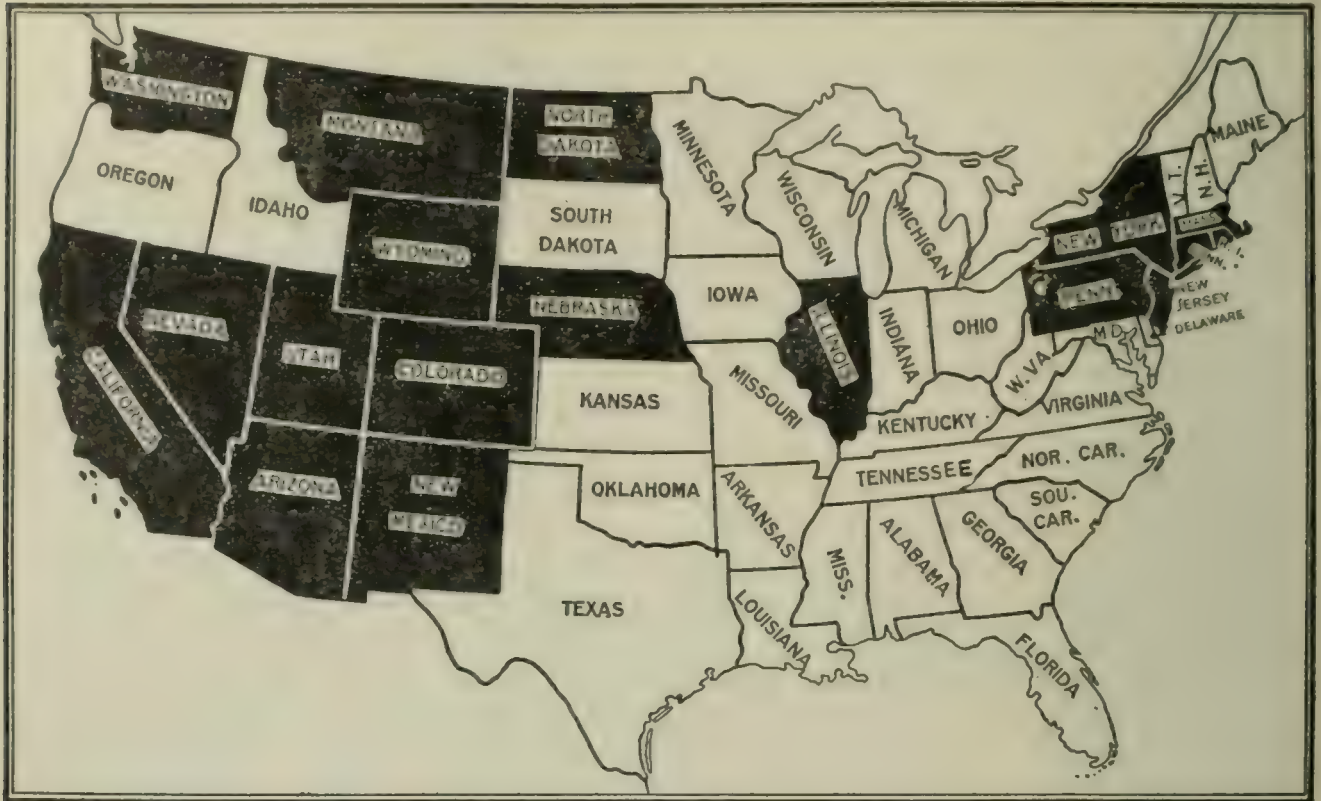 WASHINGTON
MONTANA
NORTH
DAKOTA
MINNESOTA
OREGON
IDAHO
SOUTH
DAKOTA
WISCONSIN
MICHIGAN
MAINE
V.T.
N.H.
MASS.
NEW YORK
WYOMING
NEBRASKA
IOWA
ILLINOIS
INDIANA
OHIO
PENN.
NEW
JERSEY
DELAWARE
MD.
W. VA.
VIRGINIA
NEVADA
UTAH
COLORADO
CALIFORNIA
KANSAS
MISSOURI
KENTUCKY
ARIZONA
NEW
MEXICO
OKLAHOMA
ARKANSAS
TENNESSEE
NOR. CAR.
SOU.
CAR.
TEXAS
LOUISIANA
MISS.
ALABAMA
GEORGIA
FLORIDA